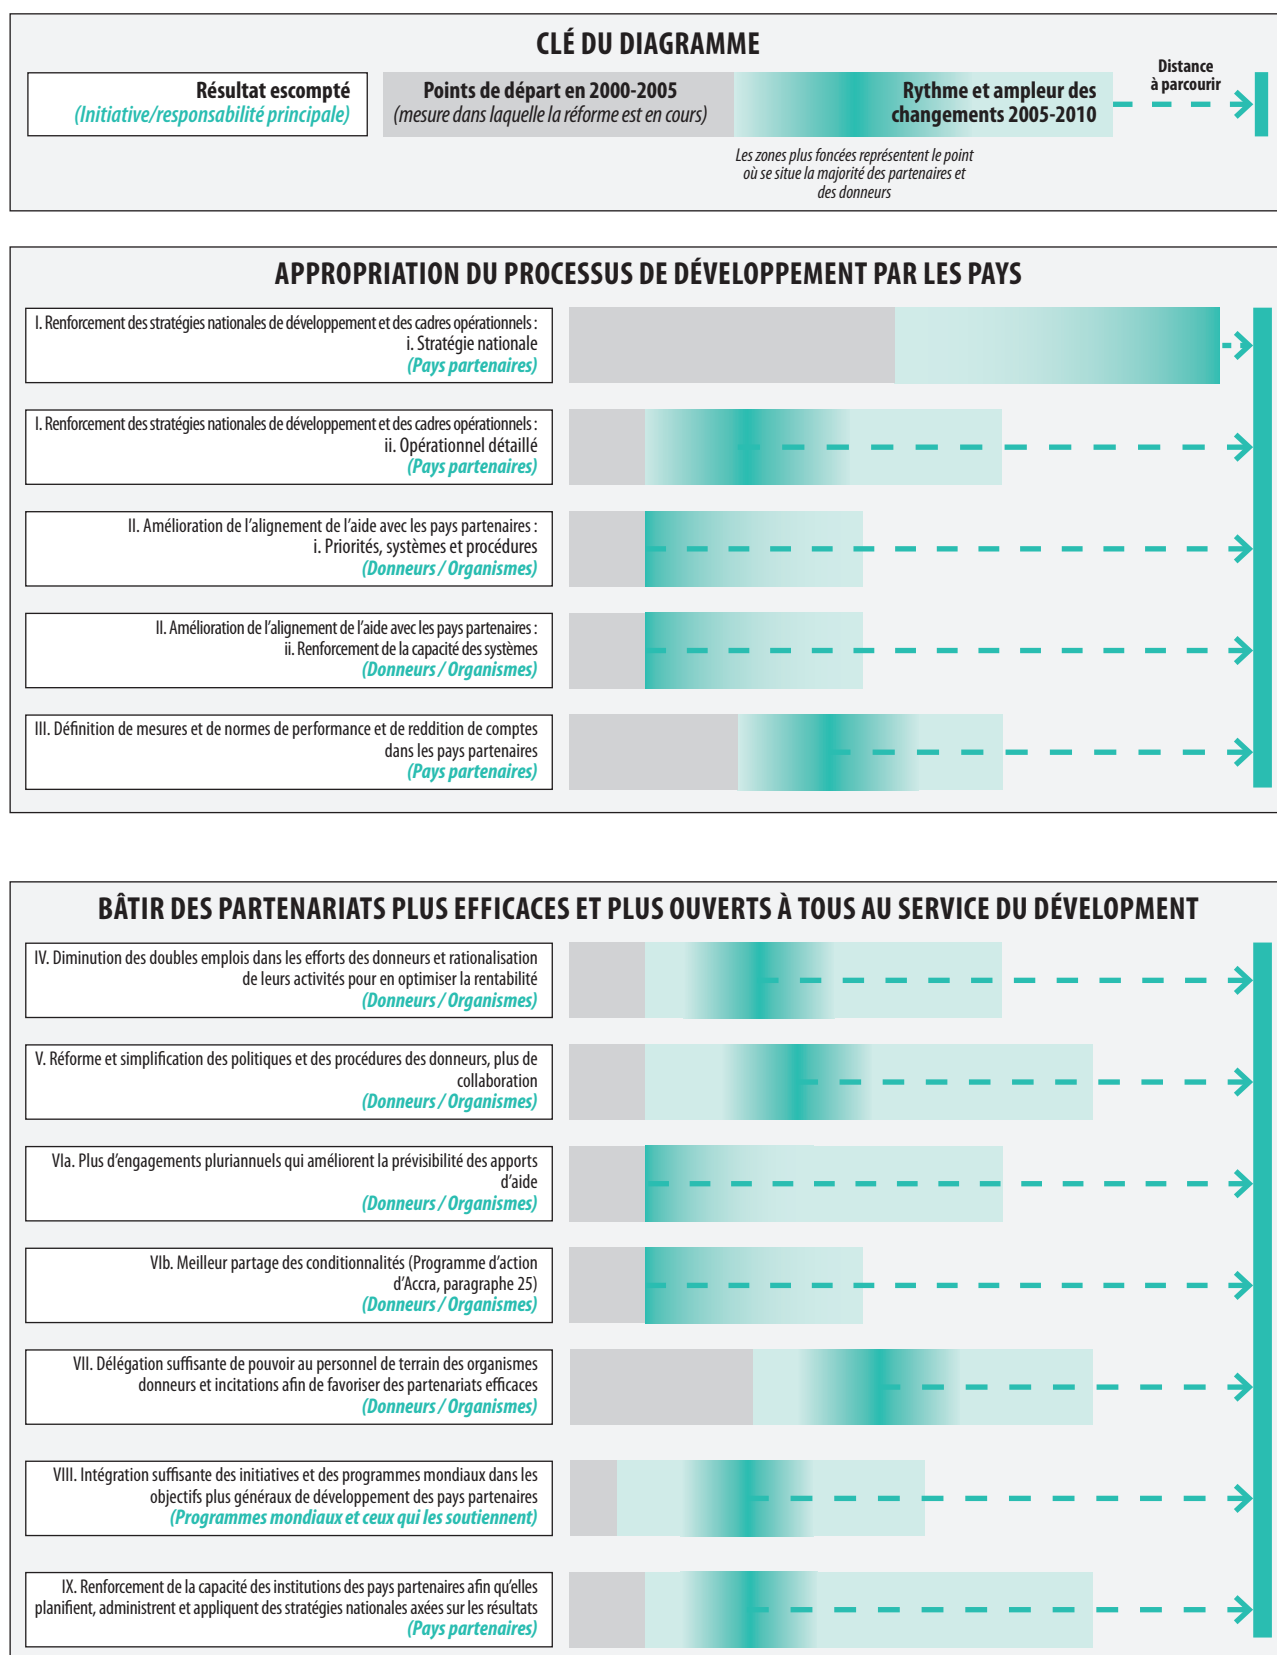 CLÉ DU DIAGRAMME
Résultat escompté
(Initiative/responsabilité principale)
Points de départ en 2000-2005
(mesure dans laquelle la réforme est en cours)
Rythme et ampleur des
changements 2005-2010
Distance
à parcourir
Les zones plus foncées représentent le point
où se situe la majorité des partenaires et
des donneurs
APPROPRIATION DU PROCESSUS DE DÉVELOPPEMENT PAR LES PAYS
I. Renforcement des stratégies nationales de développement et des cadres opérationnels :
i. Stratégie nationale
(Pays partenaires)
I. Renforcement des stratégies nationales de développement et des cadres opérationnels :
ii. Opérationnel détaillé
(Pays partenaires)
II. Amélioration de l'alignement de l'aide avec les pays partenaires :
i. Priorités, systèmes et procédures
(Donneurs / Organismes)
II. Amélioration de l'alignement de l'aide avec les pays partenaires :
ii. Renforcement de la capacité des systèmes
(Donneurs / Organismes)
III. Définition de mesures et de normes de performance et de reddition de comptes
dans les pays partenaires
(Pays partenaires)
BÂTIR DES PARTENARIATS PLUS EFFICACES ET PLUS OUVERTS À TOUS AU SERVICE DU DÉVELOPMENT
IV. Diminution des doubles emplois dans les efforts des donneurs et rationalisation
de leurs activités pour en optimiser la rentabilité
(Donneurs / Organismes)
V. Réforme et simplification des politiques et des procédures des donneurs, plus de
collaboration
(Donneurs / Organismes)
VIa. Plus d'engagements pluriannuels qui améliorent la prévisibilité des apports
d'aide
(Donneurs / Organismes)
VIb. Meilleur partage des conditionnalités (Programme d'action
d'Accra, paragraphe 25)
(Donneurs / Organismes)
VII. Délégation suffisante de pouvoir au personnel de terrain des organismes
donneurs et incitations afin de favoriser des partenariats efficaces
(Donneurs / Organismes)
VIII. Intégration suffisante des initiatives et des programmes mondiaux dans les
objectifs plus généraux de développement des pays partenaires
(Programmes mondiaux et ceux qui les soutiennent)
IX. Renforcement de la capacité des institutions des pays partenaires afin qu'elles
planifient, administrent et appliquent des stratégies nationales axées sur les résultats
(Pays partenaires)